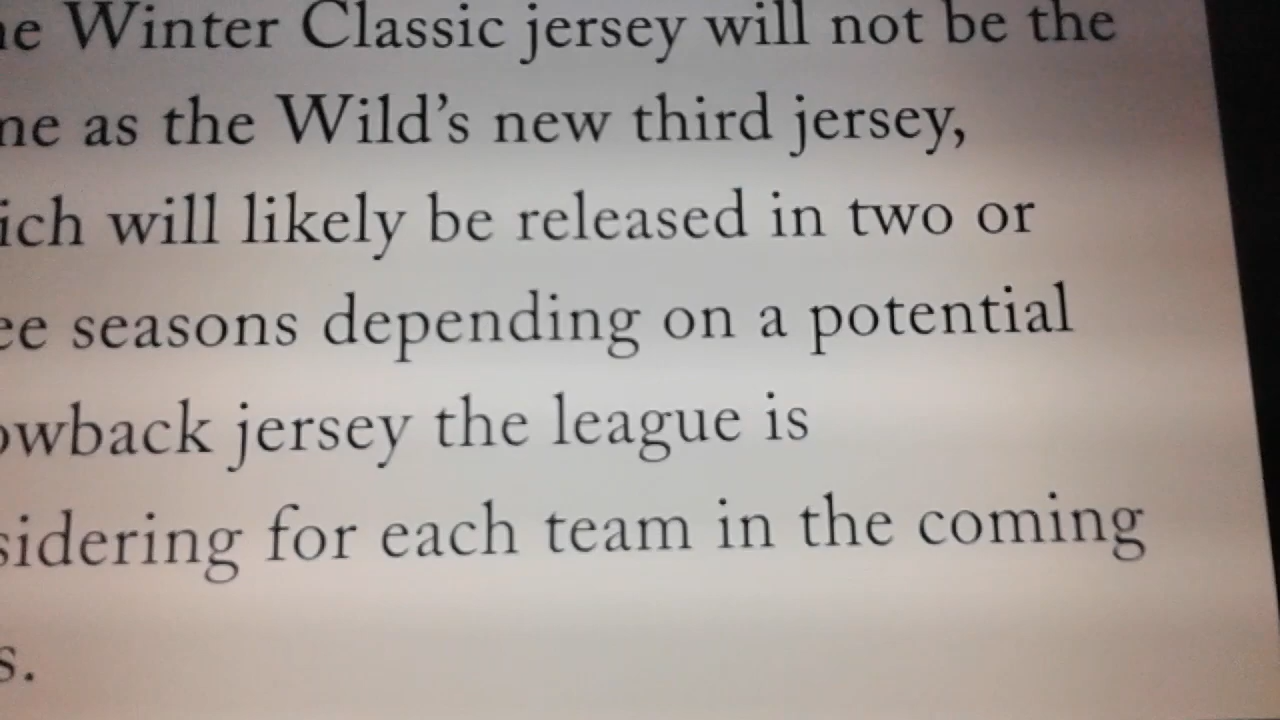 he Winter Classic jersey will not be the
me as the Wild's new third jersey,
ich will likely be released in two or
ee seasons depending on a potential
owback jersey the league is
sidering for each team in the coming
s.